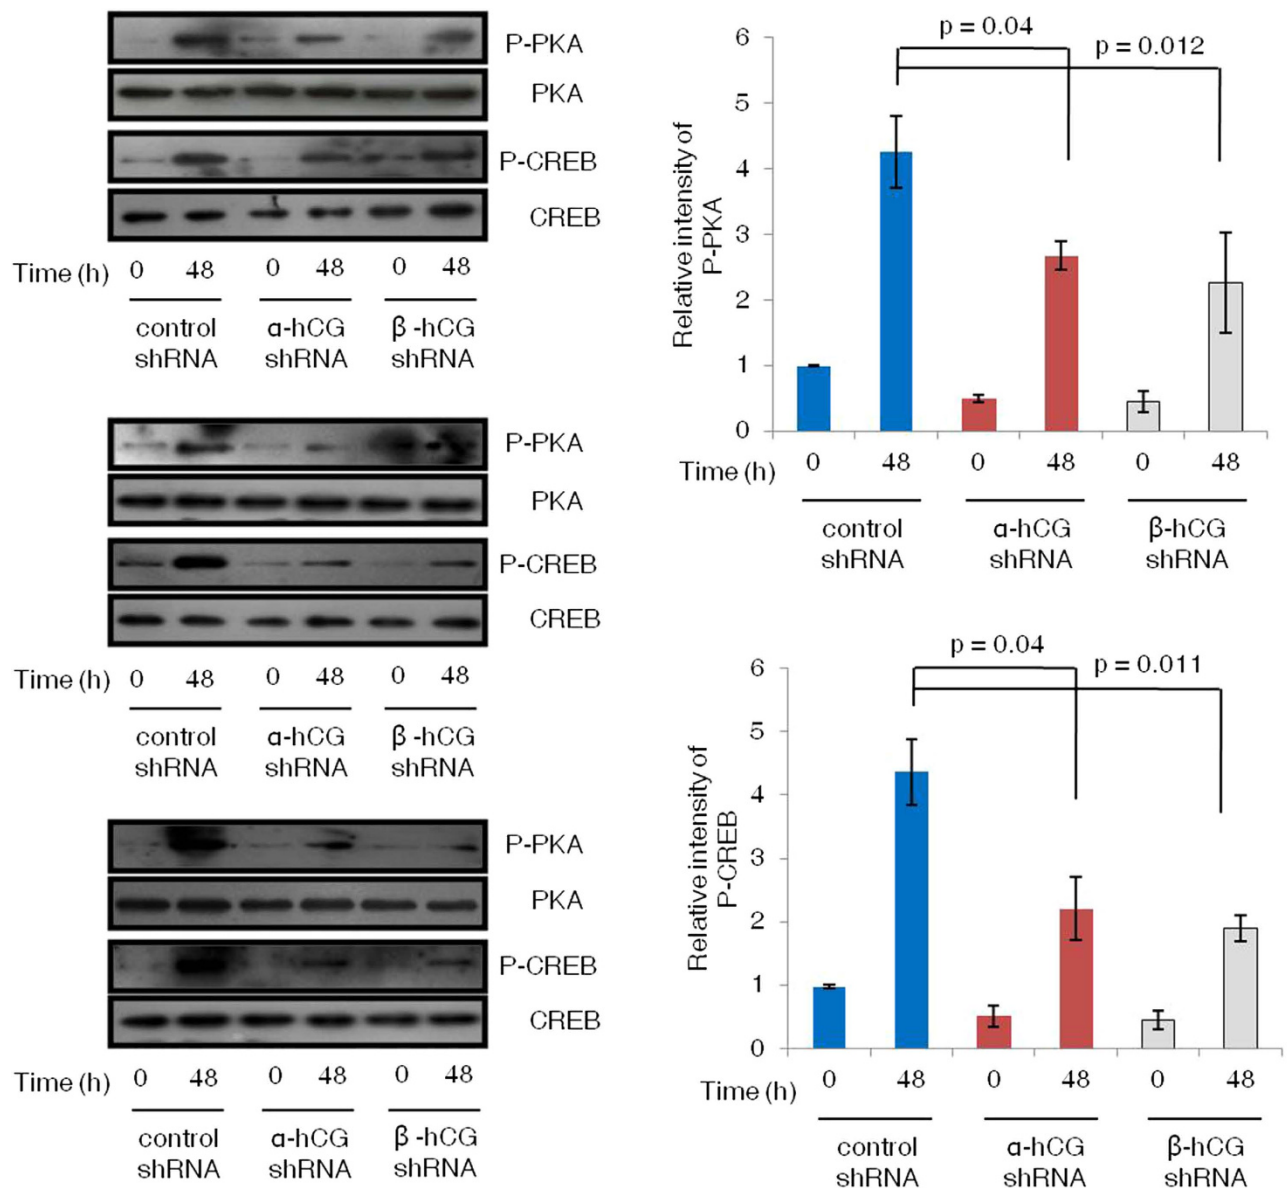 P-PKA
PKA
P-CREB
CREB
Time (h) 0 48 0 48 0 48
control shRNA
α-hCG shRNA
β -hCG shRNA
P-PKA
PKA
P-CREB
CREB
Time (h) 0 48 0 48 0 48
control shRNA
α-hCG shRNA
β -hCG shRNA
P-PKA
PKA
P-CREB
CREB
Time (h) 0 48 0 48 0 48
control shRNA
α-hCG shRNA
β -hCG shRNA
p = 0.04
p = 0.012
Relative intensity of
P-PKA
6
5
4
3
2
1
0
Time (h) 0 48 0 48 0 48
control shRNA
α-hCG shRNA
β-hCG shRNA
p = 0.04
p = 0.011
Relative intensity of
P-CREB
6
5
4
3
2
1
0
Time (h) 0 48 0 48 0 48
control shRNA
α-hCG shRNA
β-hCG shRNA